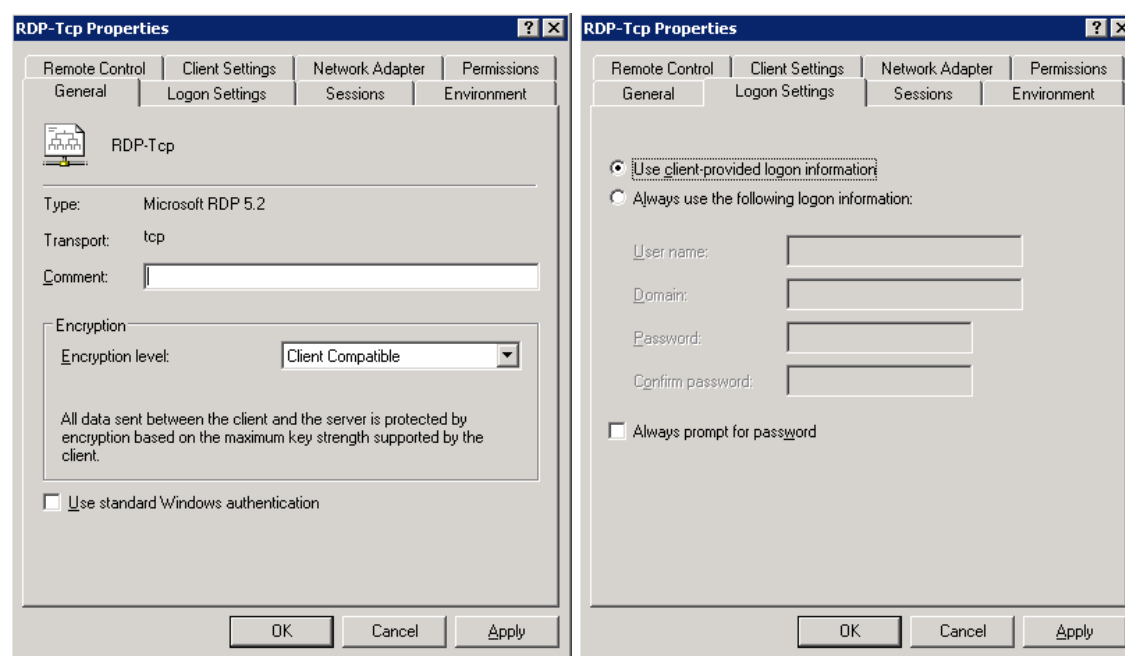 RDP-Tcp Properties
Remote Control Client Settings Network Adapter Permissions
General Logon Settings Sessions Environment
RDP-Tcp
Type: Microsoft RDP 5.2
Transport: tcp
Comment:
Encryption
Encryption level: Client Compatible
All data sent between the client and the server is protected by
encryption based on the maximum key strength supported by the
client.
Use standard Windows authentication
OK Cancel Apply
RDP-Tcp Properties
Remote Control Client Settings Network Adapter Permissions
General Logon Settings Sessions Environment
Use client-provided logon information
Always use the following logon information:
User name:
Domain:
Password:
Confirm password:
Always prompt for password
OK Cancel Apply